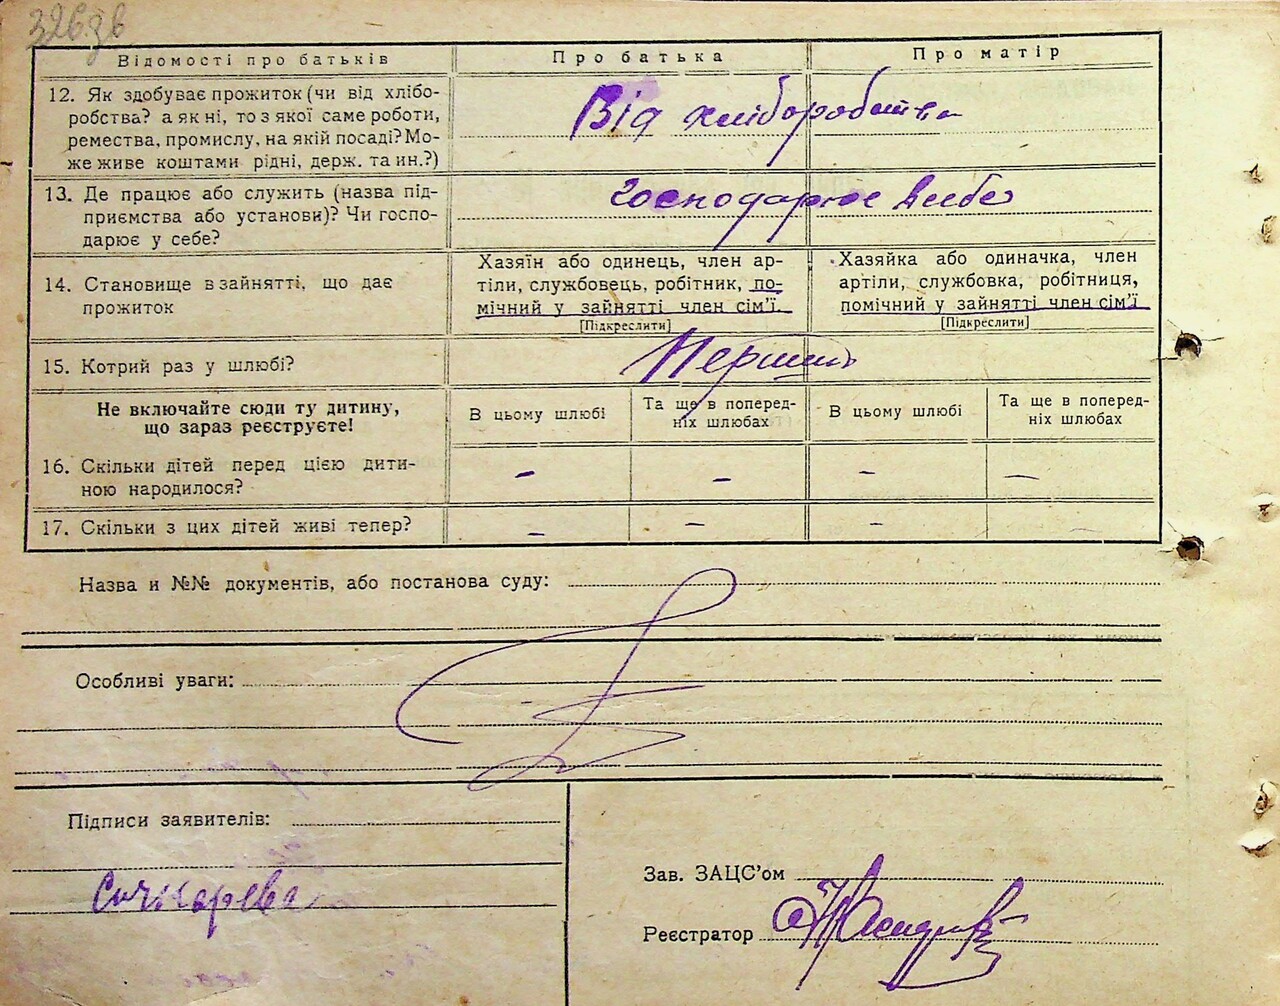 326зв
Відомості про батьків
Про батька
Про матір
12. Як здобуває прожиток (чи від хлібо-
робства? а як ні, то з якої саме роботи,
ремества, промислу, на якій посаді? Мо-
же живе коштами рідні, держ. та ин.?)
Від хліборобства
13. Де працює або служить (назва під-
приємства або установи)? Чи госпо-
дарює у себе?
Господарює в себе
14. Становище в зайнятті, що дає
прожиток
Хазяїн або одинець, член ар-
тіли, службовець, робітник, по-
мічний у зайнятті член сім'ї.
[Підкреслити]
Хазяйка або одиначка, член
артіли, службовка, робітниця,
помічний у зайнятті член сім'ї
[Підкреслити]
15. Котрий раз у шлюбі?
Перший
Не включайте сюди ту дитину,
що зараз реєструєте!
В цьому шлюбі
Та ще в поперед-
ніх шлюбах
В цьому шлюбі
Та ще в поперед-
ніх шлюбах
16. Скільки дітей перед цією дити-
ною народилося?
– – – –
17. Скільки з цих дітей живі тепер?
– – – –
Назва и №№ документів, або постанова суду:
Особливі уваги:
Підписи заявителів:
Зав. ЗАЦС'ом
Реєстратор